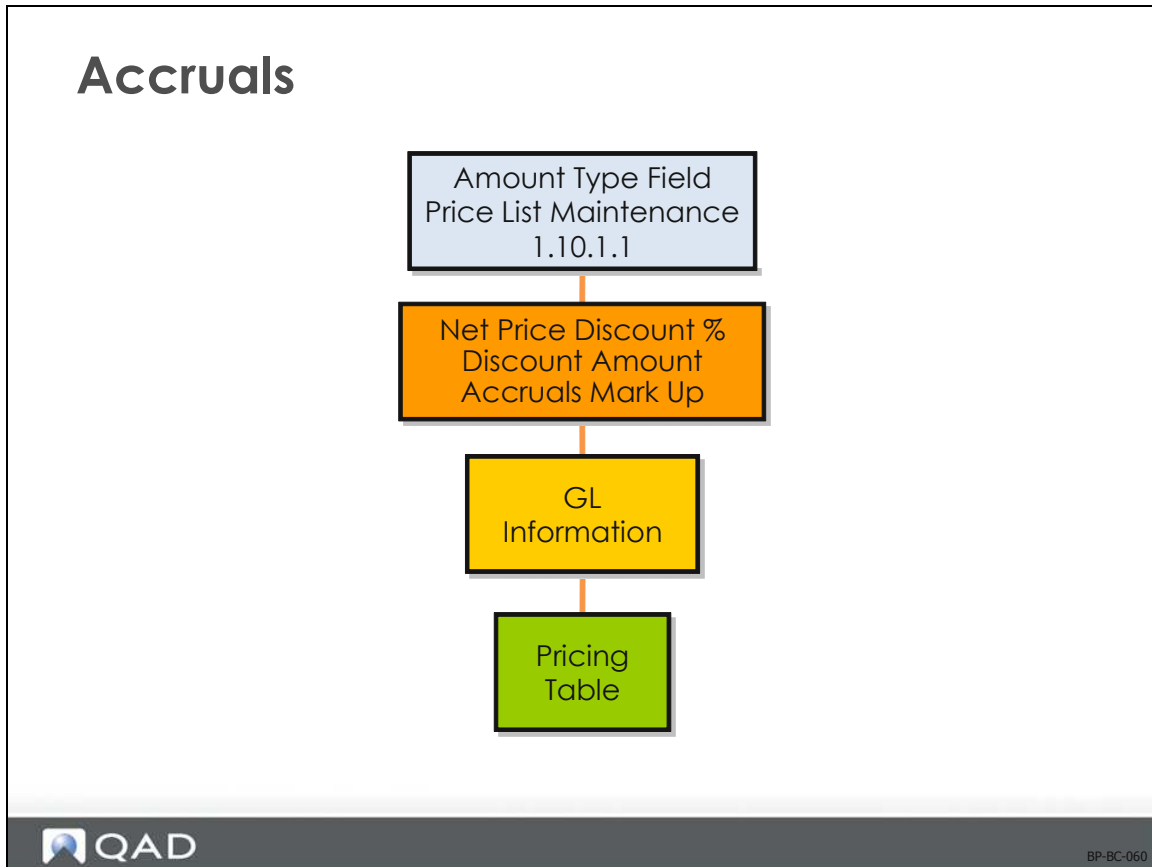 Accruals
Amount Type Field
Price List Maintenance
1.10.1.1
Net Price Discount %
Discount Amount
Accruals Mark Up
GL
Information
Pricing
Table
QAD
BP-BC-060